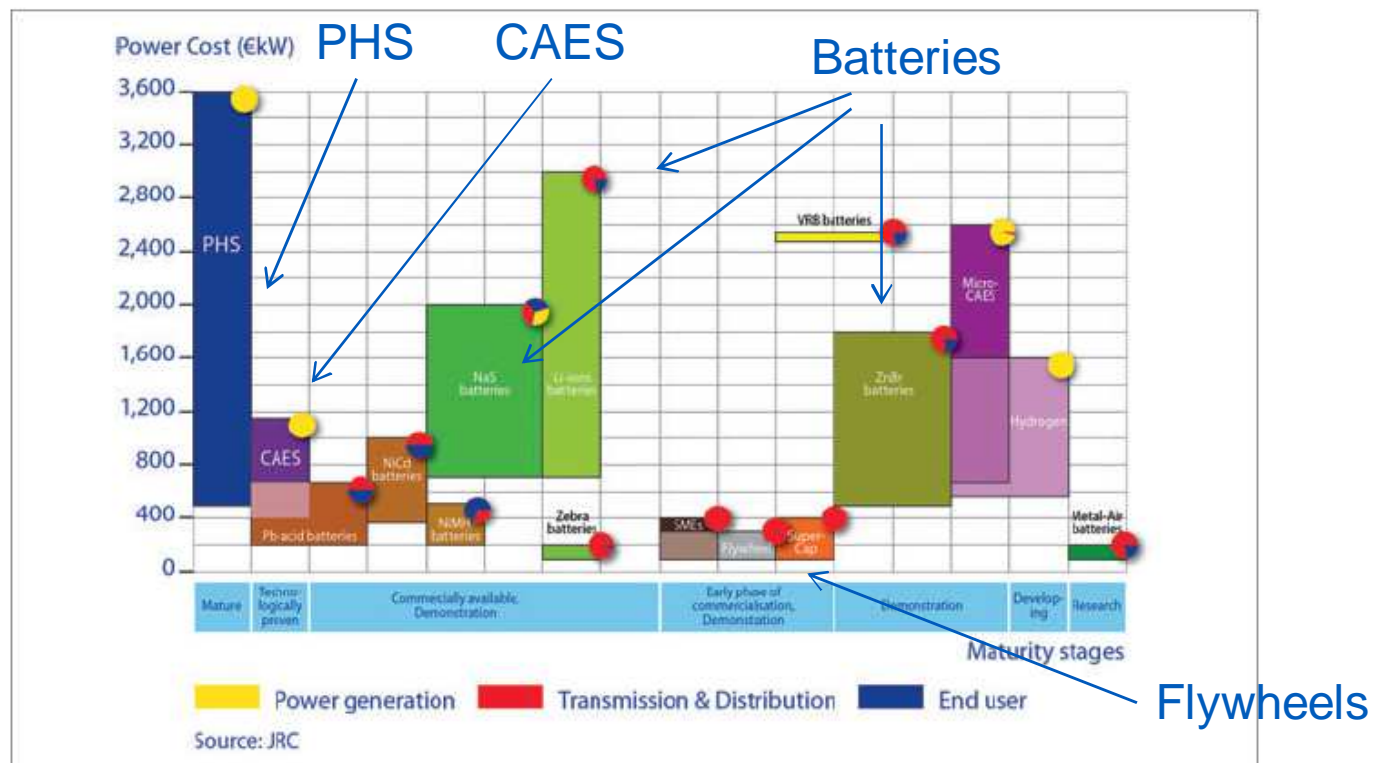 PHS
CAES
Batteries
Power Cost (€kW)
3,600
3,200
2,800
2,400
2,000
1,600
1,200
800
400
0
PHS
CAES
Pb-acid batteries
NiCd
batteries
NiMH
batteries
NaS
batteries
Li-ions
batteries
Zebra
batteries
SMEs
Flywheel
Super-
Cap
VRB batteries
ZnBr
batteries
Micro-
CAES
Hydrogen
Metal-Air
batteries
Mature
Techno-
logically
proven
Commercially available,
Demonstration
Early phase of
commercialisation,
Demonstation
Demonstration
Develop-
ing
Research
Maturity stages
Power generation
Transmission & Distribution
End user
Flywheels
Source: JRC